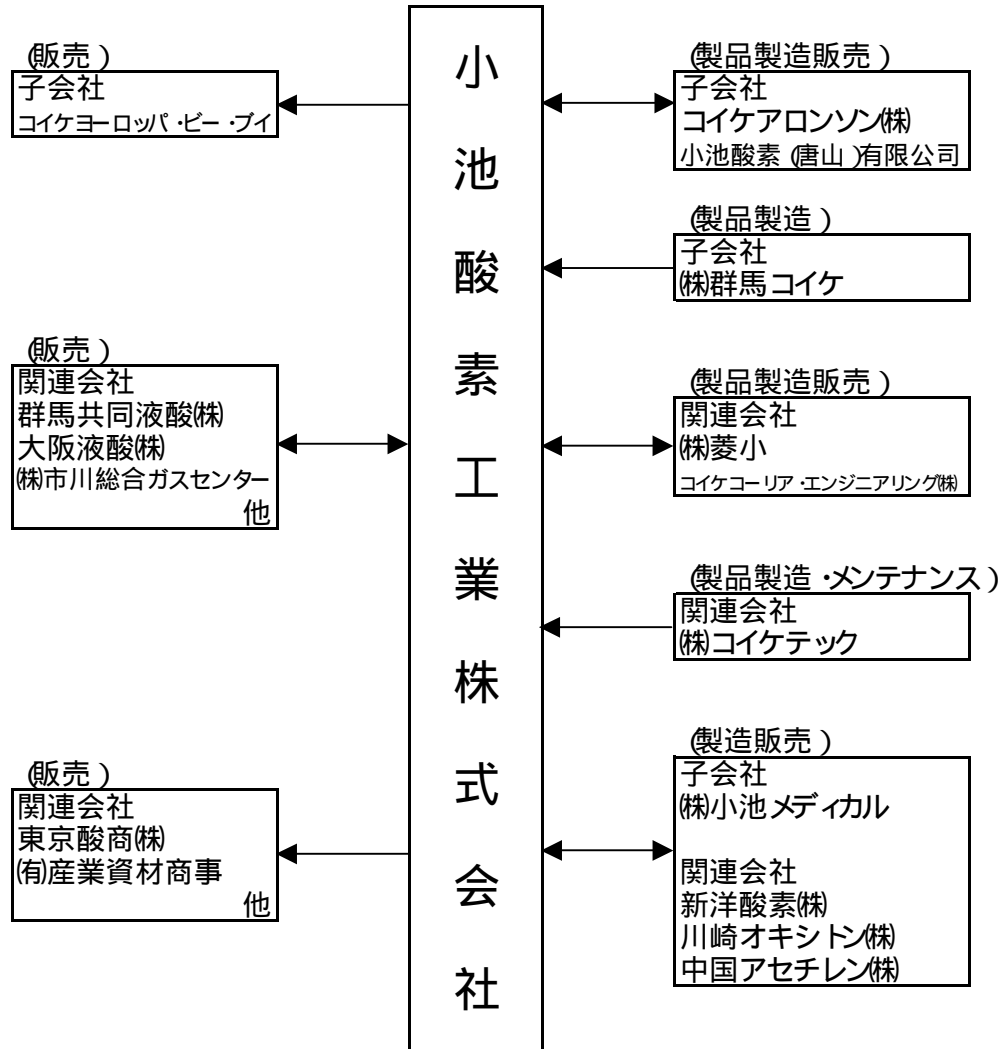 (販売)
子会社
コイケヨーロッパ・ビー・ブイ
(販売)
関連会社
群馬共同液酸㈱
大阪液酸㈱
㈱市川総合ガスセンター
他
(販売)
関連会社
東京酸商㈱
㈲産業資材商事
他
小池酸素工業株式会社
(製品製造販売)
子会社
コイケアロンソン㈱
小池酸素(唐山)有限公司
(製品製造)
子会社
㈱群馬コイケ
(製品製造販売)
関連会社
㈱菱小
コイケコーリア・エンジニアリング㈱
(製品製造・メンテナンス)
関連会社
㈱コイケテック
(製造販売)
子会社
㈱小池メディカル
関連会社
新洋酸素㈱
川崎オキシトン㈱
中国アセチレン㈱